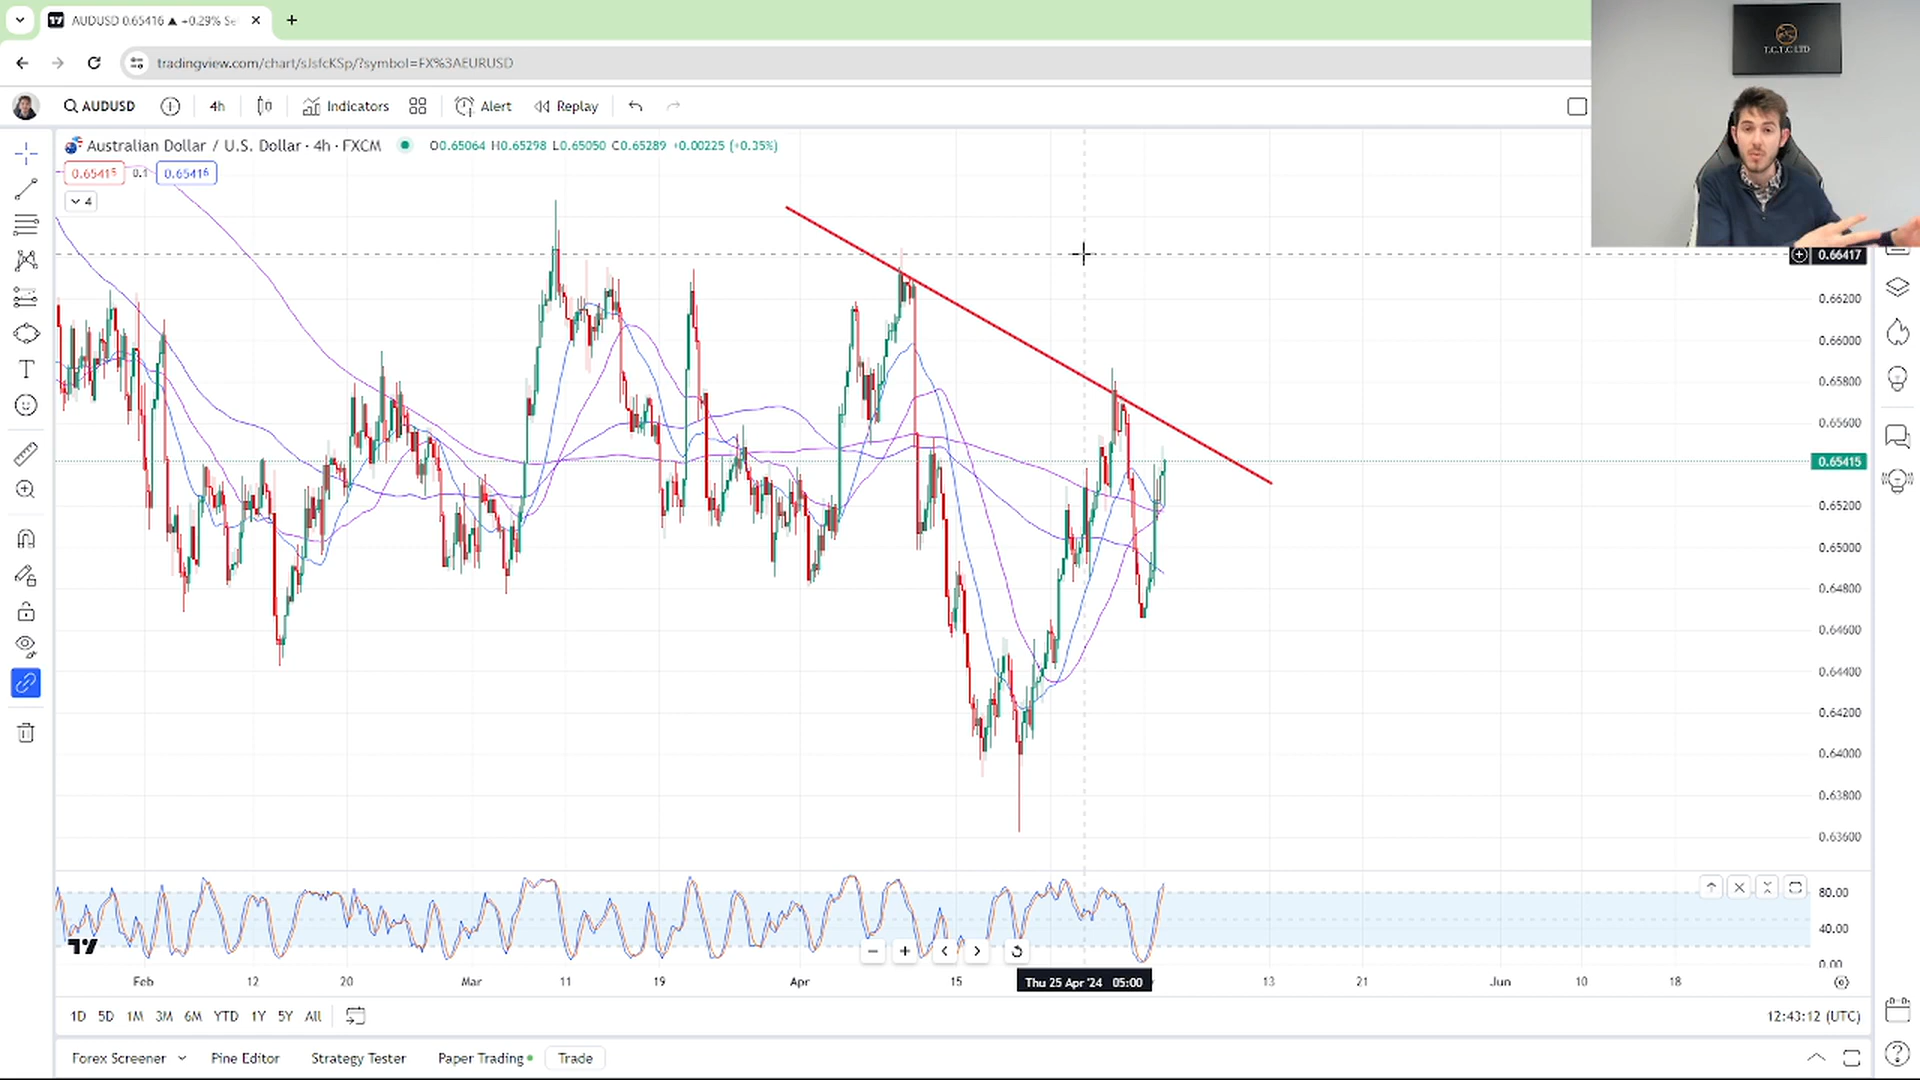 AUDUSD 0.65416 ▲ +0.29% Se
tradingview.com/chart/sJsfcKSp/?symbol=FX%3AEURUSD
AUDUSD
4h
Indicators
Alert
Replay
T.C.T.C LTD
Australian Dollar / U.S. Dollar · 4h · FXCM
O0.65064 H0.65298 L0.65050 C0.65289 +0.00225 (+0.35%)
0.65415
0.1
0.65416
4
0.66417
0.66200
0.66000
0.65800
0.65600
0.65415
0.65200
0.65000
0.64800
0.64600
0.64400
0.64200
0.64000
0.63800
0.63600
80.00
40.00
0.00
Feb
12
20
Mar
11
19
Apr
15
Thu 25 Apr '24 05:00
13
21
Jun
10
18
1D 5D 1M 3M 6M YTD 1Y 5Y All
12:43:12 (UTC)
Forex Screener
Pine Editor
Strategy Tester
Paper Trading
Trade